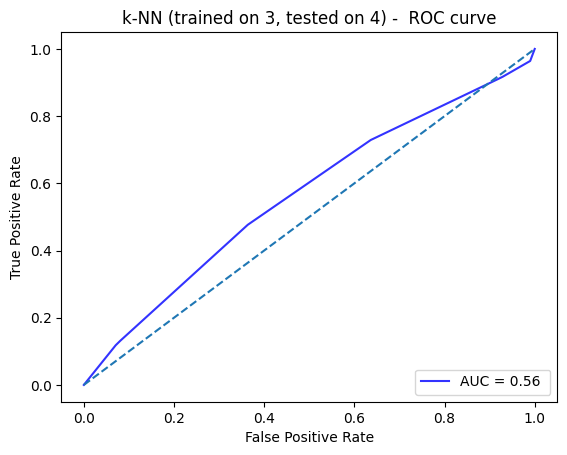 k-NN (trained on 3, tested on 4) -  ROC curve
1.0
0.8
0.6
0.4
0.2
0.0
True Positive Rate
0.0 0.2 0.4 0.6 0.8 1.0
False Positive Rate
AUC = 0.56